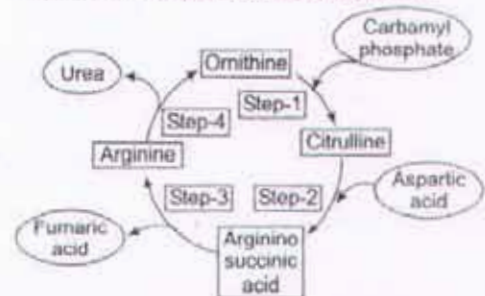 Carbamyl
phosphate
Ornithine
Urea
Step-1
Step-4
Citrulline
Arginine
Aspartic
acid
Step-3
Step-2
Fumaric
acid
Arginino
succinic
acid